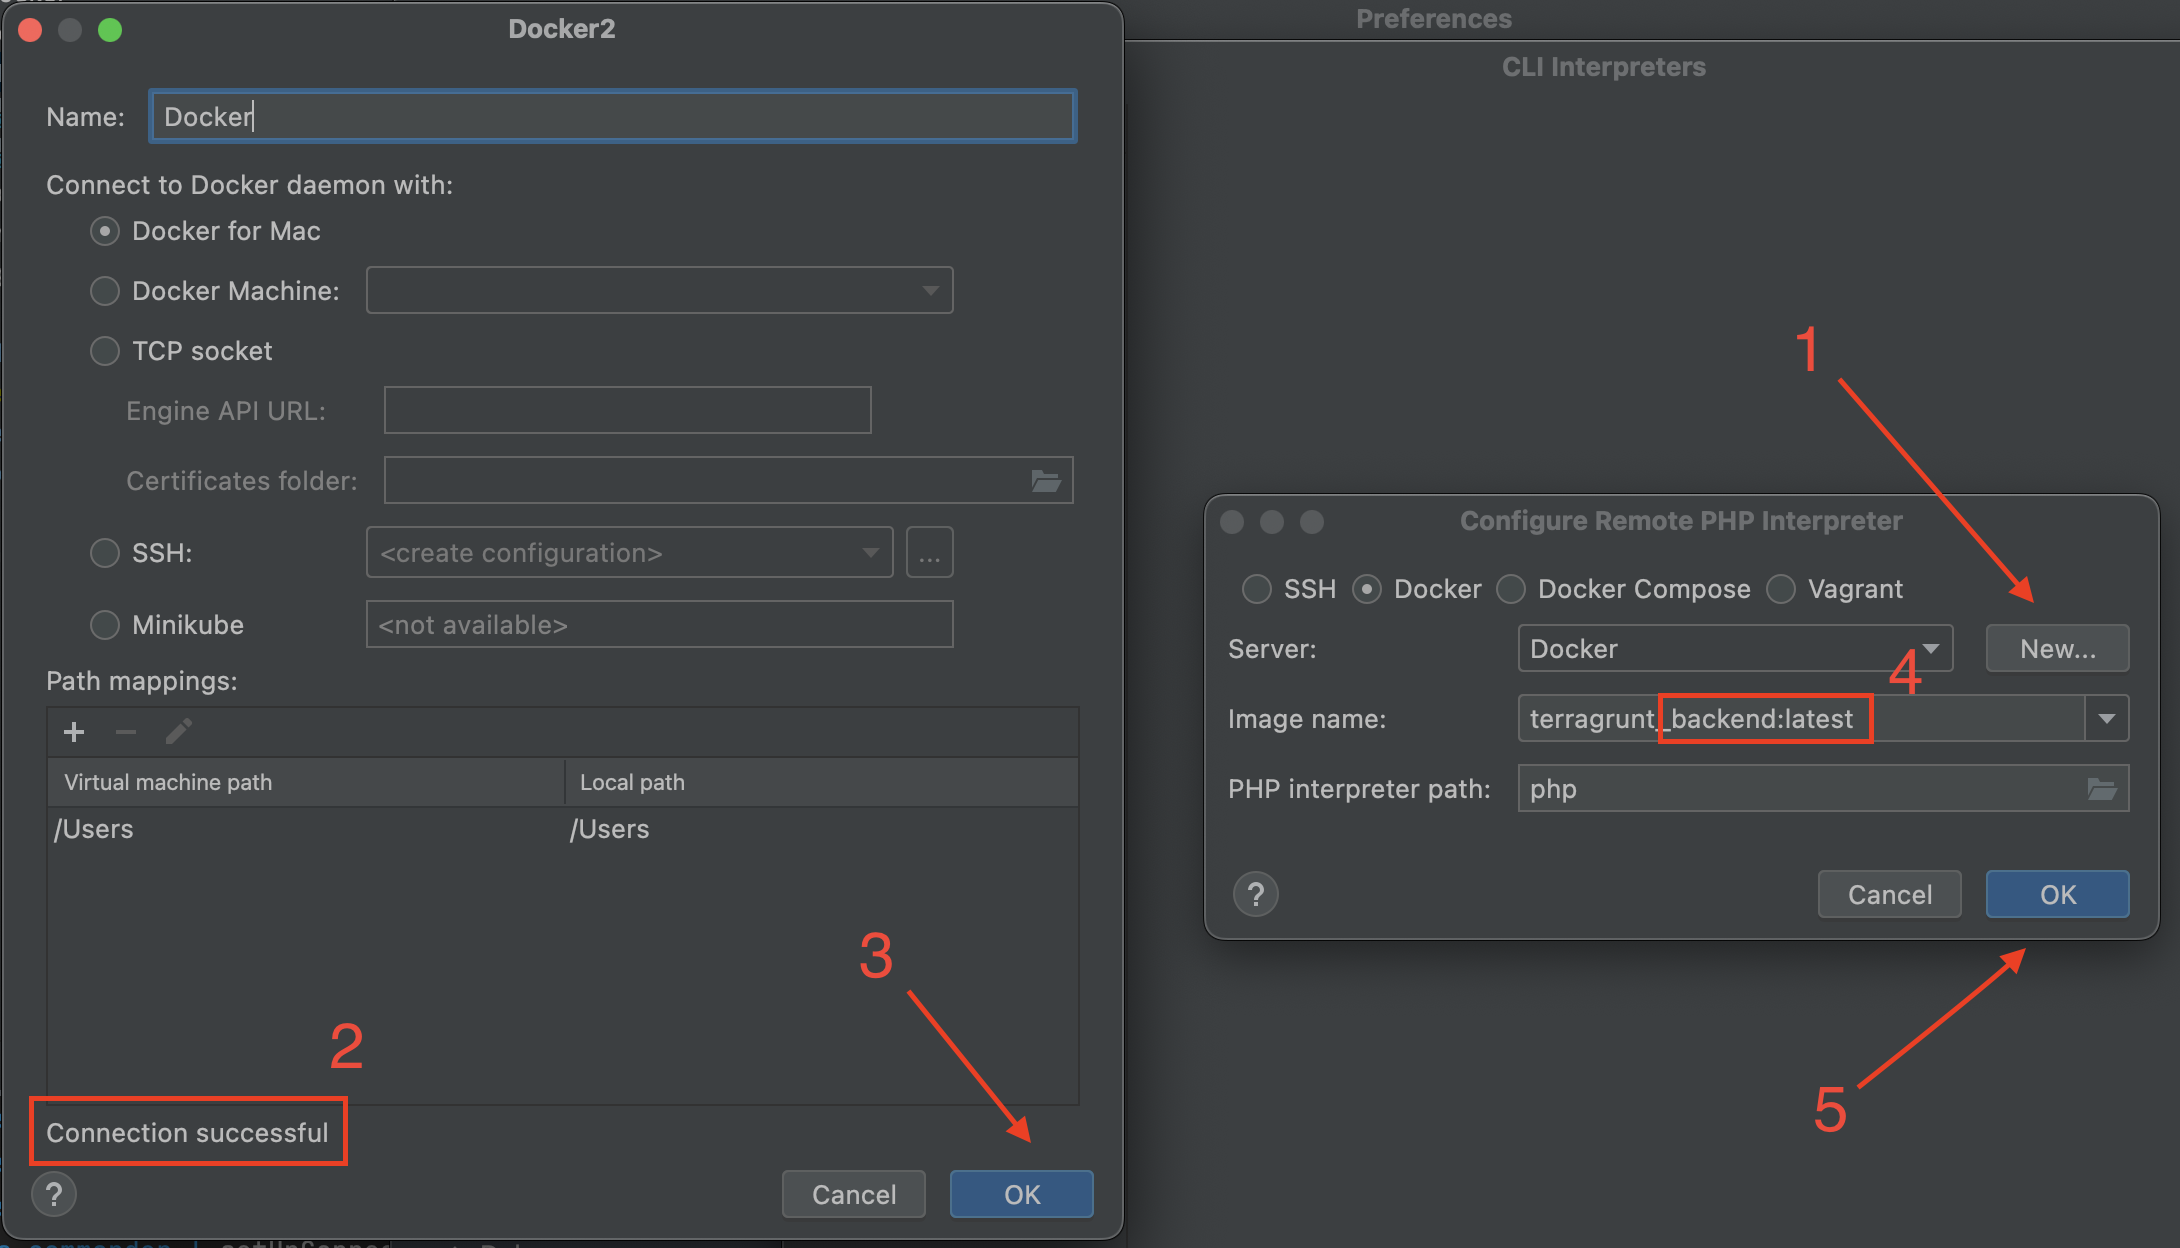 Docker2
Name: Docker
Connect to Docker daemon with:
Docker for Mac
Docker Machine:
TCP socket
Engine API URL:
Certificates folder:
SSH: <create configuration> ...
Minikube <not available>
Path mappings:
Virtual machine path Local path
/Users /Users
3
2
Connection successful
? Cancel OK
Preferences
CLI Interpreters
1
Configure Remote PHP Interpreter
SSH Docker Docker Compose Vagrant
Server: Docker New...
4
Image name: terragrunt_backend:latest
PHP interpreter path: php
? Cancel OK
5